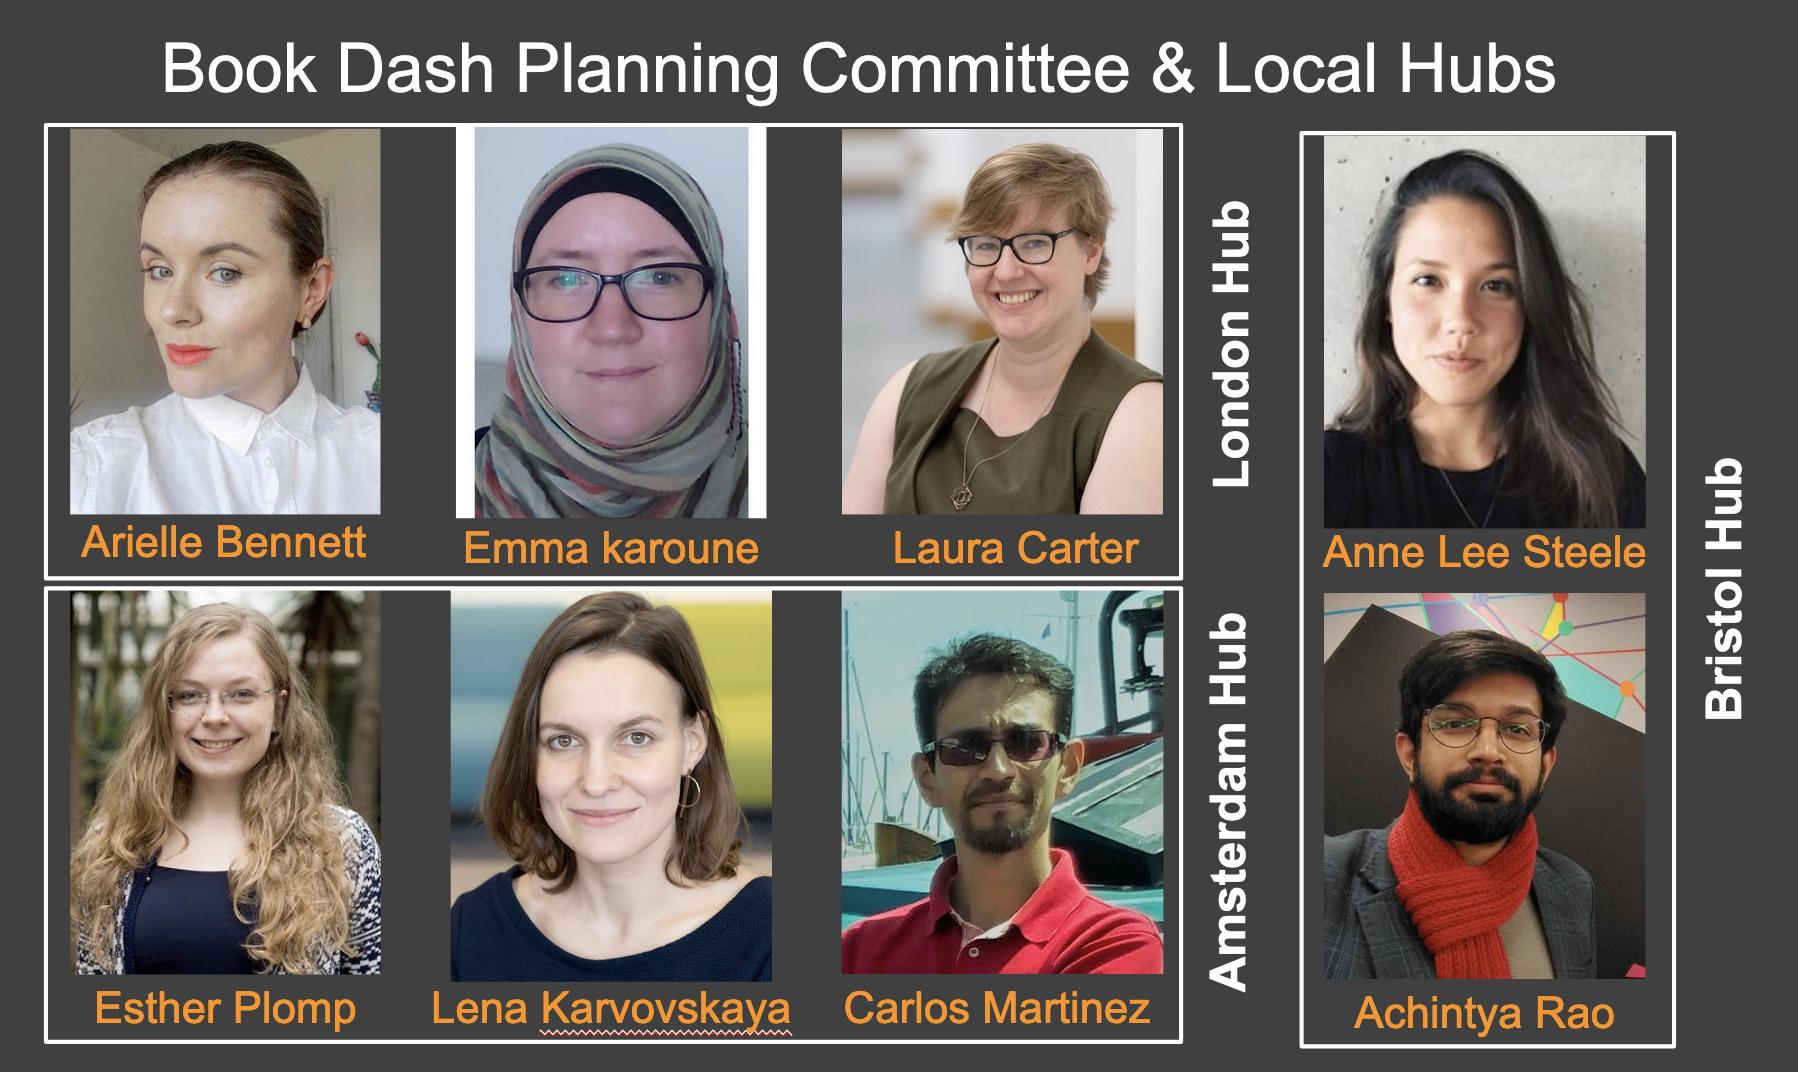 Book Dash Planning Committee & Local Hubs
Arielle Bennett
Emma karoune
Laura Carter
London Hub
Esther Plomp
Lena Karvovskaya
Carlos Martinez
Amsterdam Hub
Anne Lee Steele
Achintya Rao
Bristol Hub